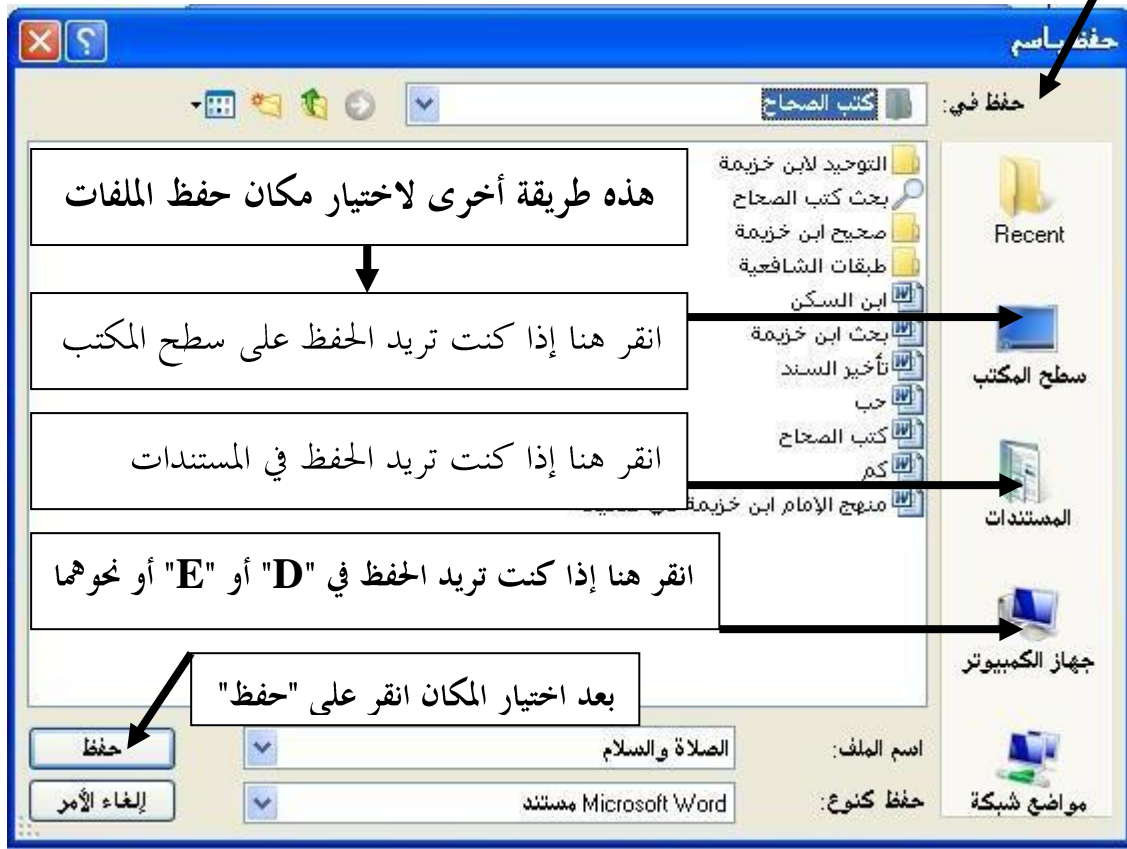 حفظ باسم
حفظ في:
كتب الصحاح
التوحيد لابن خزيمة
بحث كتب الصحاح
صحيح ابن خزيمة
طبقات الشافعية
ابن السكن
بحث ابن خزيمة
تأخير السند
حب
كتب الصحاح
كم
منهج الإمام ابن خزيمة
هذه طريقة أخرى لاختيار مكان حفظ الملفات
انقر هنا إذا كنت تريد الحفظ على سطح المكتب
انقر هنا إذا كنت تريد الحفظ في المستندات
انقر هنا إذا كنت تريد الحفظ في "D" أو "E" أو نحوهما
بعد اختيار المكان انقر على "حفظ"
Recent
سطح المكتب
المستندات
جهاز الكمبيوتر
مواضع شبكة
اسم الملف:
الصلاة والسلام
حفظ
حفظ كنوع:
مستند Microsoft Word
إلغاء الأمر